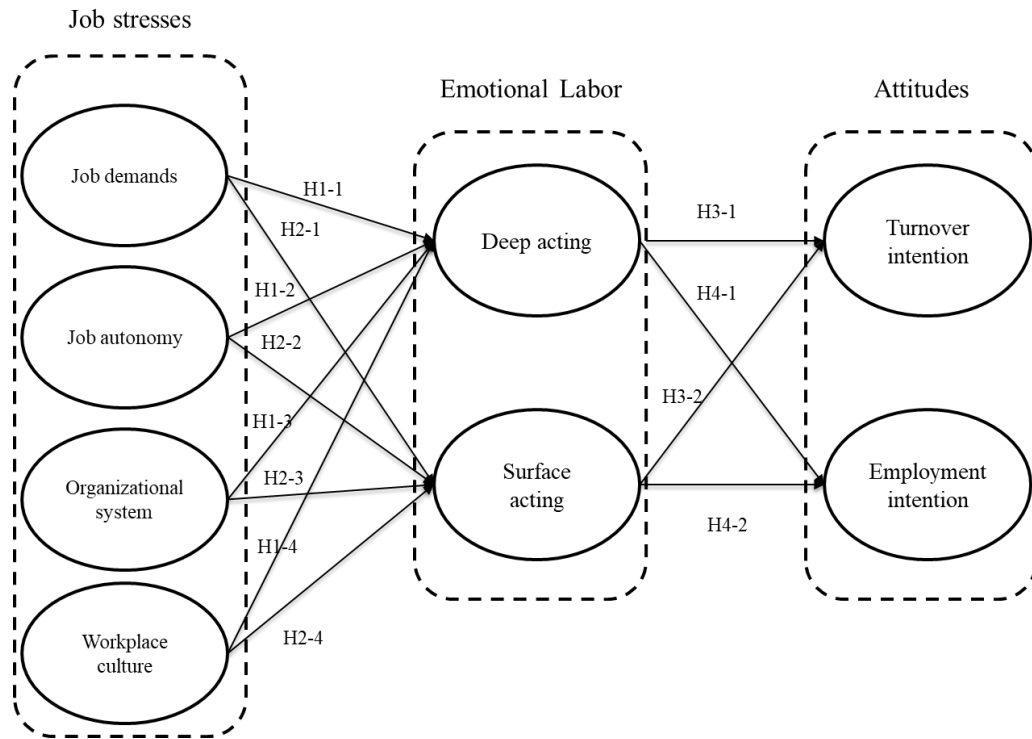 Job stresses
Emotional Labor
Attitudes
Job demands
H1-1
H2-1
Deep acting
H3-1
Turnover
intention
H1-2
H4-1
Job autonomy
H2-2
H3-2
H1-3
Organizational
system
H2-3
Surface
acting
Employment
intention
H4-2
H1-4
Workplace
culture
H2-4